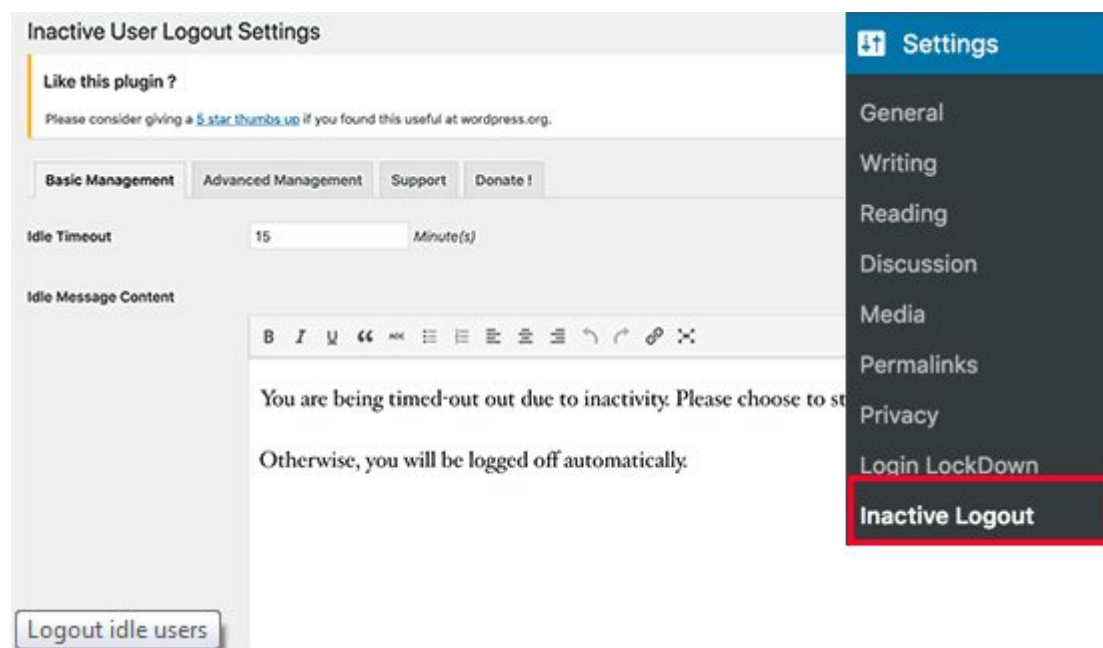 Inactive User Logout Settings
Like this plugin ?
Please consider giving a 5 star thumbs up if you found this useful at wordpress.org.
Basic Management Advanced Management Support Donate !
Idle Timeout 15 Minute(s)
Idle Message Content
B I U “ ABC
You are being timed-out out due to inactivity. Please choose to st
Otherwise, you will be logged off automatically.
Logout idle users
Settings
General
Writing
Reading
Discussion
Media
Permalinks
Privacy
Login LockDown
Inactive Logout